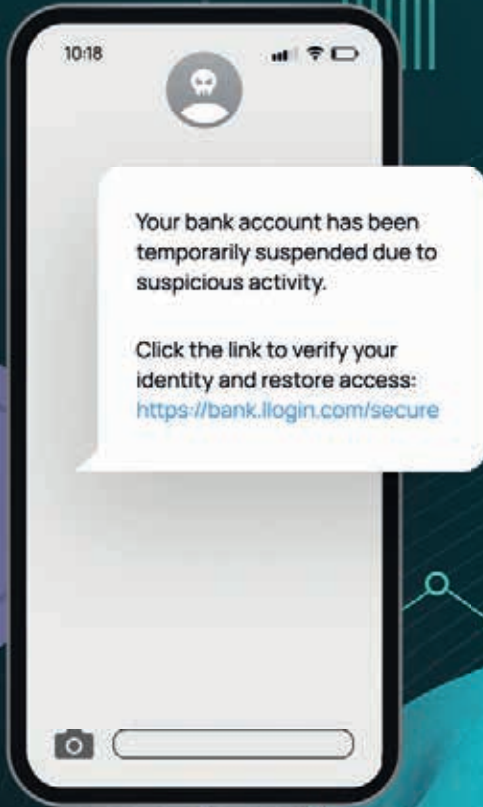 10:18
Your bank account has been
temporarily suspended due to
suspicious activity.
Click the link to verify your
identity and restore access:
https://bank.llogin.com/secure